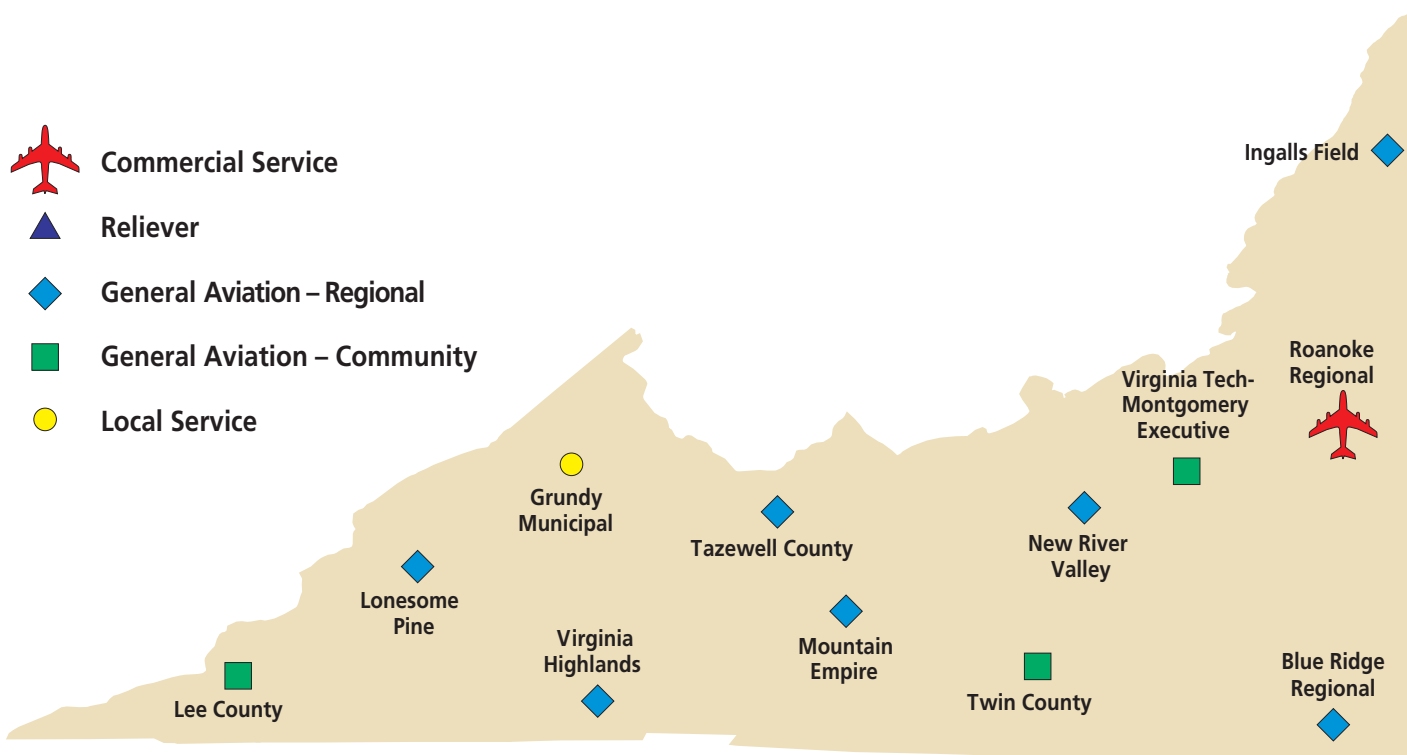 Commercial Service
Reliever
General Aviation – Regional
General Aviation – Community
Local Service
Ingalls Field
Roanoke
Regional
Virginia Tech-
Montgomery
Executive
Grundy
Municipal
Tazewell County
New River
Valley
Lonesome
Pine
Virginia
Highlands
Mountain
Empire
Blue Ridge
Regional
Lee County
Twin County